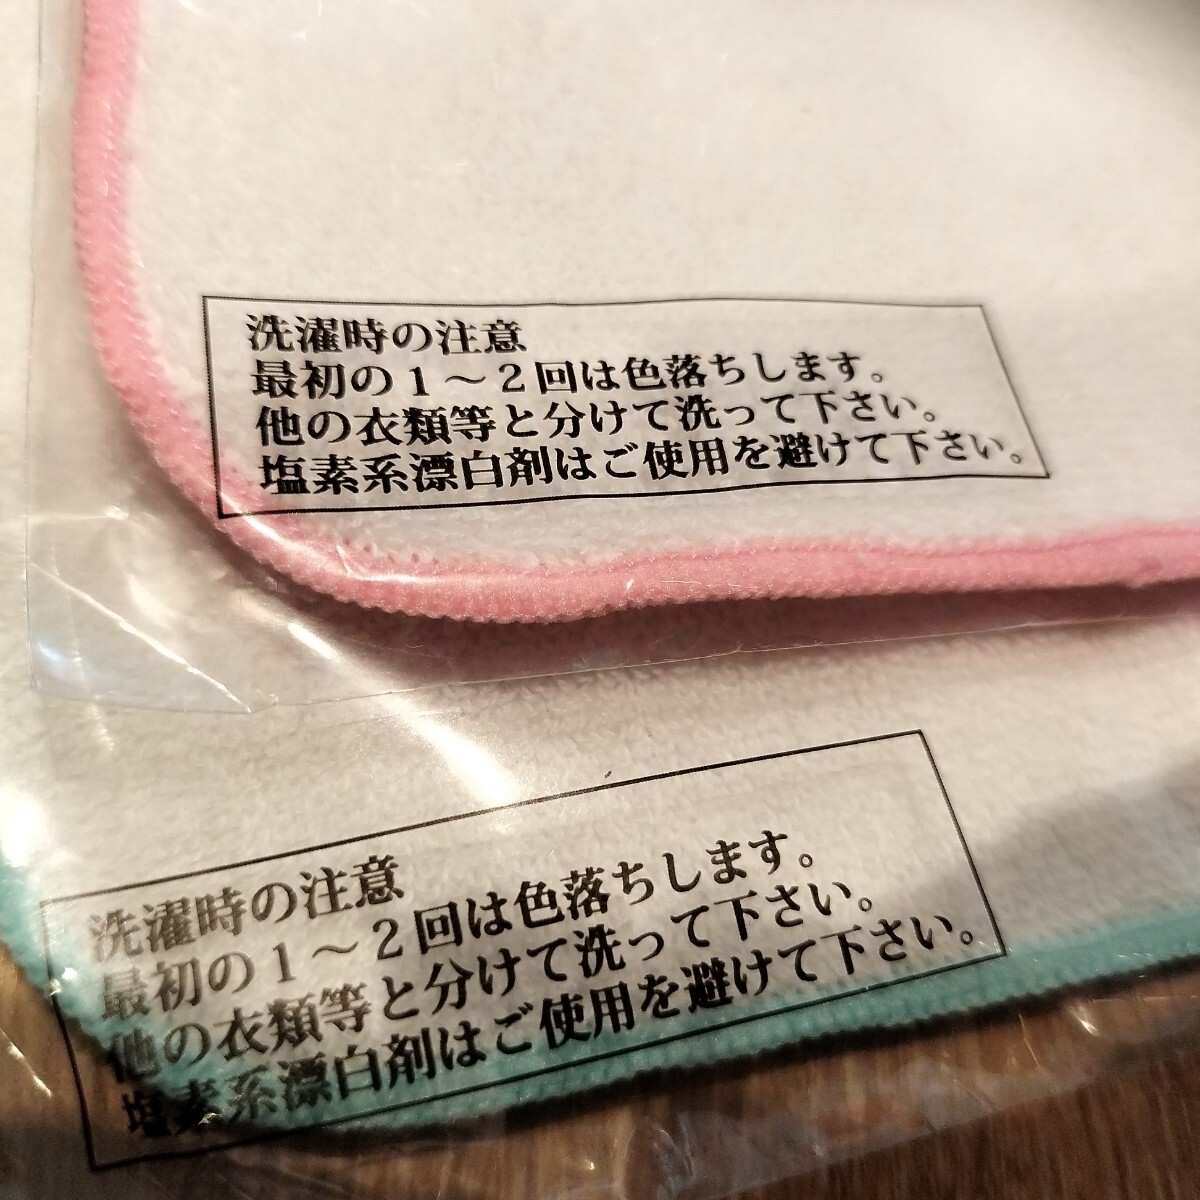 洗濯時の注意
最初の１～２回は色落ちします。
他の衣類等と分けて洗って下さい。
塩素系漂白剤はご使用を避けて下さい。
洗濯時の注意
最初の１～２回は色落ちします。
他の衣類等と分けて洗って下さい。
塩素系漂白剤はご使用を避けて下さい。